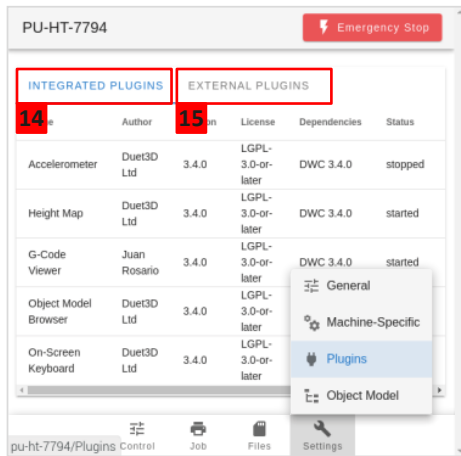 PU-HT-7794
Emergency Stop
INTEGRATED PLUGINS
EXTERNAL PLUGINS
14
15
Author
License
Dependencies
Status
Accelerometer
Duet3D Ltd
3.4.0
LGPL-
3.0-or-
later
DWC 3.4.0
stopped
Height Map
Duet3D
Ltd
3.4.0
LGPL-
3.0-or-
later
DWC 3.4.0
started
G-Code
Viewer
Juan
Rosario
3.4.0
LGPL-
3.0-or-
later
DWC 3.4.0
started
Object Model
Browser
Duet3D
Ltd
3.4.0
LGPL-
3.0-or-
later
On-Screen
Keyboard
Duet3D
Ltd
3.4.0
LGPL-
3.0-or-
later
General
Machine-Specific
Plugins
Object Model
pu-ht-7794/Plugins
Control
Job
Files
Settings